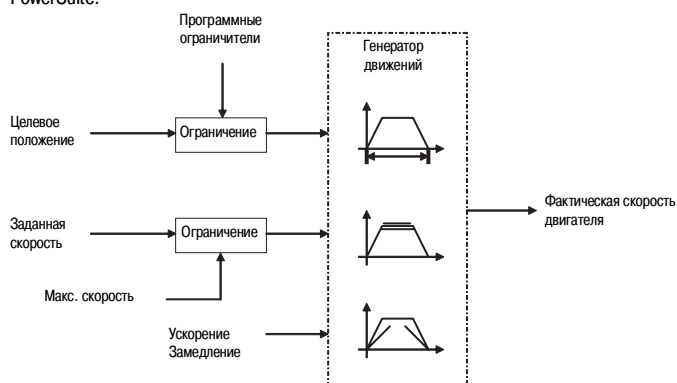 PowerSuite.
Программные
ограничители
Генератор
движений
Целевое
положение
Ограничение
Заданная
скорость
Ограничение
Фактическая скорость
двигателя
Макс. скорость
Ускорение
Замедление